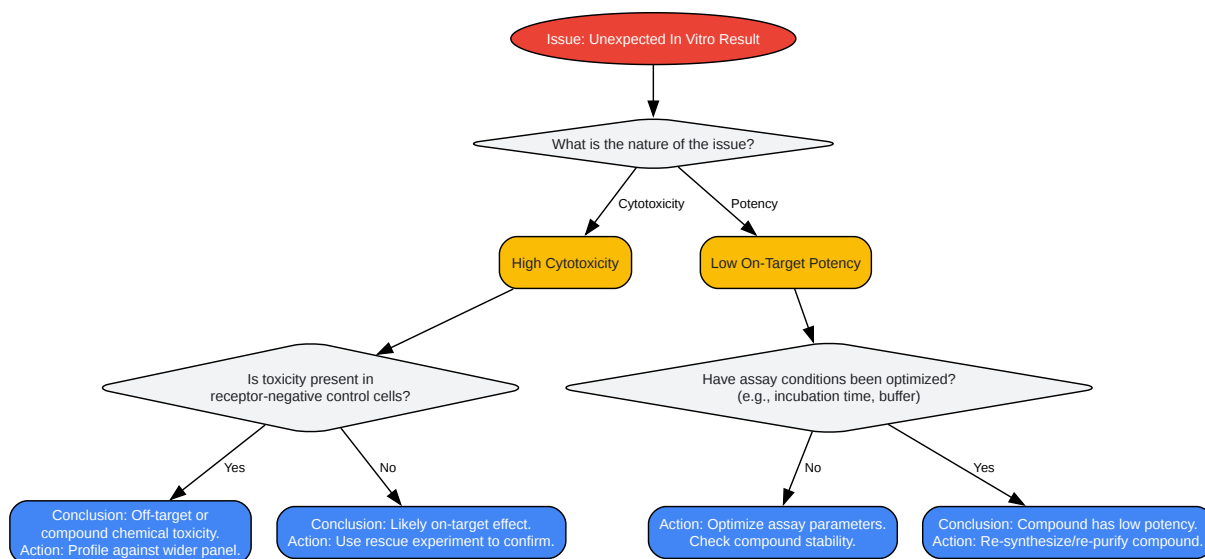 Issue: Unexpected In Vitro Result
What is the nature of the issue?
Cytotoxicity
Potency
High Cytotoxicity
Low On-Target Potency
Is toxicity present in
receptor-negative control cells?
Have assay conditions been optimized?
(e.g., incubation time, buffer)
Yes
No
No
Yes
Conclusion: Off-target or
compound chemical toxicity.
Action: Profile against wider panel.
Conclusion: Likely on-target effect.
Action: Use rescue experiment to confirm.
Action: Optimize assay parameters.
Check compound stability.
Conclusion: Compound has low potency.
Action: Re-synthesize/re-purify compound.